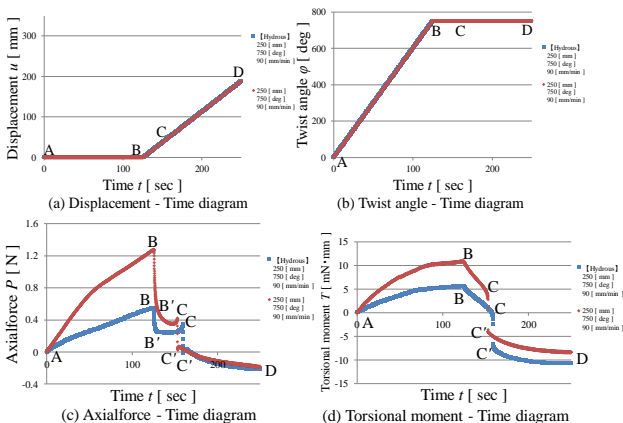 Displacement u [ mm ]
300
200
100
0
0
200
A
B
C
D
Time t [ sec ]
【Hydrous】
250 [ mm ]
750 [ deg ]
90 [ mm/min ]
250 [ mm ]
750 [ deg ]
90 [ mm/min ]
(a) Displacement - Time diagram
Twist angle φ [ deg ]
800
600
400
200
0
0
200
A
B
C
D
Time t [ sec ]
【Hydrous】
250 [ mm ]
750 [ deg ]
90 [ mm/min ]
250 [ mm ]
750 [ deg ]
90 [ mm/min ]
(b) Twist angle - Time diagram
Axialforce P [ N ]
1.6
1.2
0.8
0.4
0
-0.4
0
100
200
A
B
B
B′
B′
C
C
C′
C′
D
Time t [ sec ]
【Hydrous】
250 [ mm ]
750 [ deg ]
90 [ mm/min ]
250 [ mm ]
750 [ deg ]
90 [ mm/min ]
(c) Axialforce - Time diagram
Torsional moment T [ mN·mm ]
15
10
5
0
-5
-10
-15
0
200
A
B
B
C
C
C′
C′
D
Time t [ sec ]
【Hydrous】
250 [ mm ]
750 [ deg ]
90 [ mm/min ]
250 [ mm ]
750 [ deg ]
90 [ mm/min ]
(d) Torsional moment - Time diagram